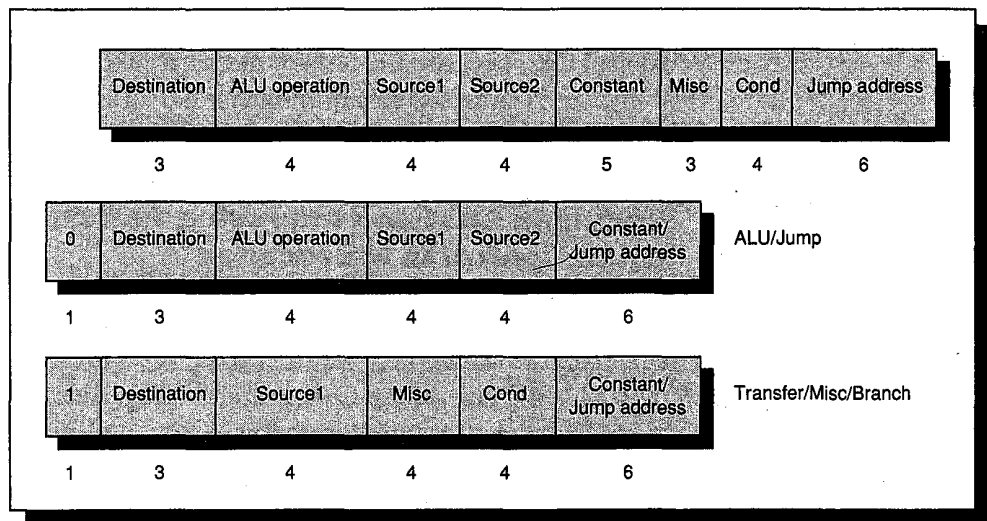 Destination ALU operation Source1 Source2 Constant Misc Cond Jump address
3 4 4 4 5 3 4 6
0 Destination ALU operation Source1 Source2 Constant/ Jump address ALU/Jump
1 3 4 4 4 6
1 Destination Source1 Misc Cond Constant/ Jump address Transfer/Misc/Branch
1 3 4 4 4 6